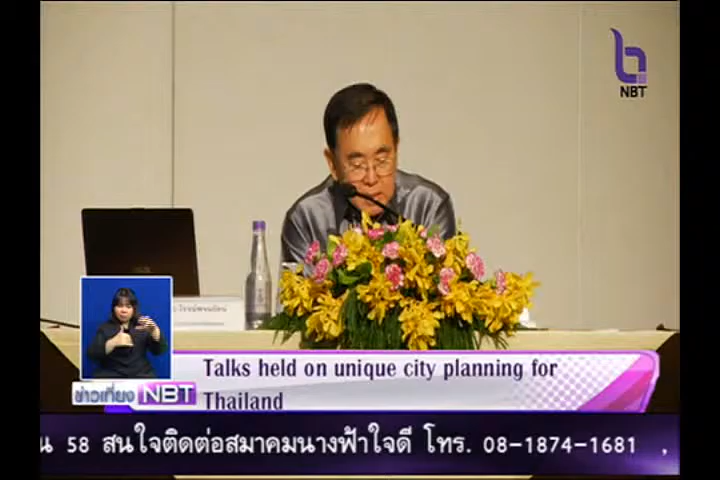 NBT
Talks held on unique city planning for
Thailand
ข่าวเที่ยง NBT
น 58 สนใจติดต่อสมาคมนางฟ้าใจดี โทร. 08-1874-1681 ,